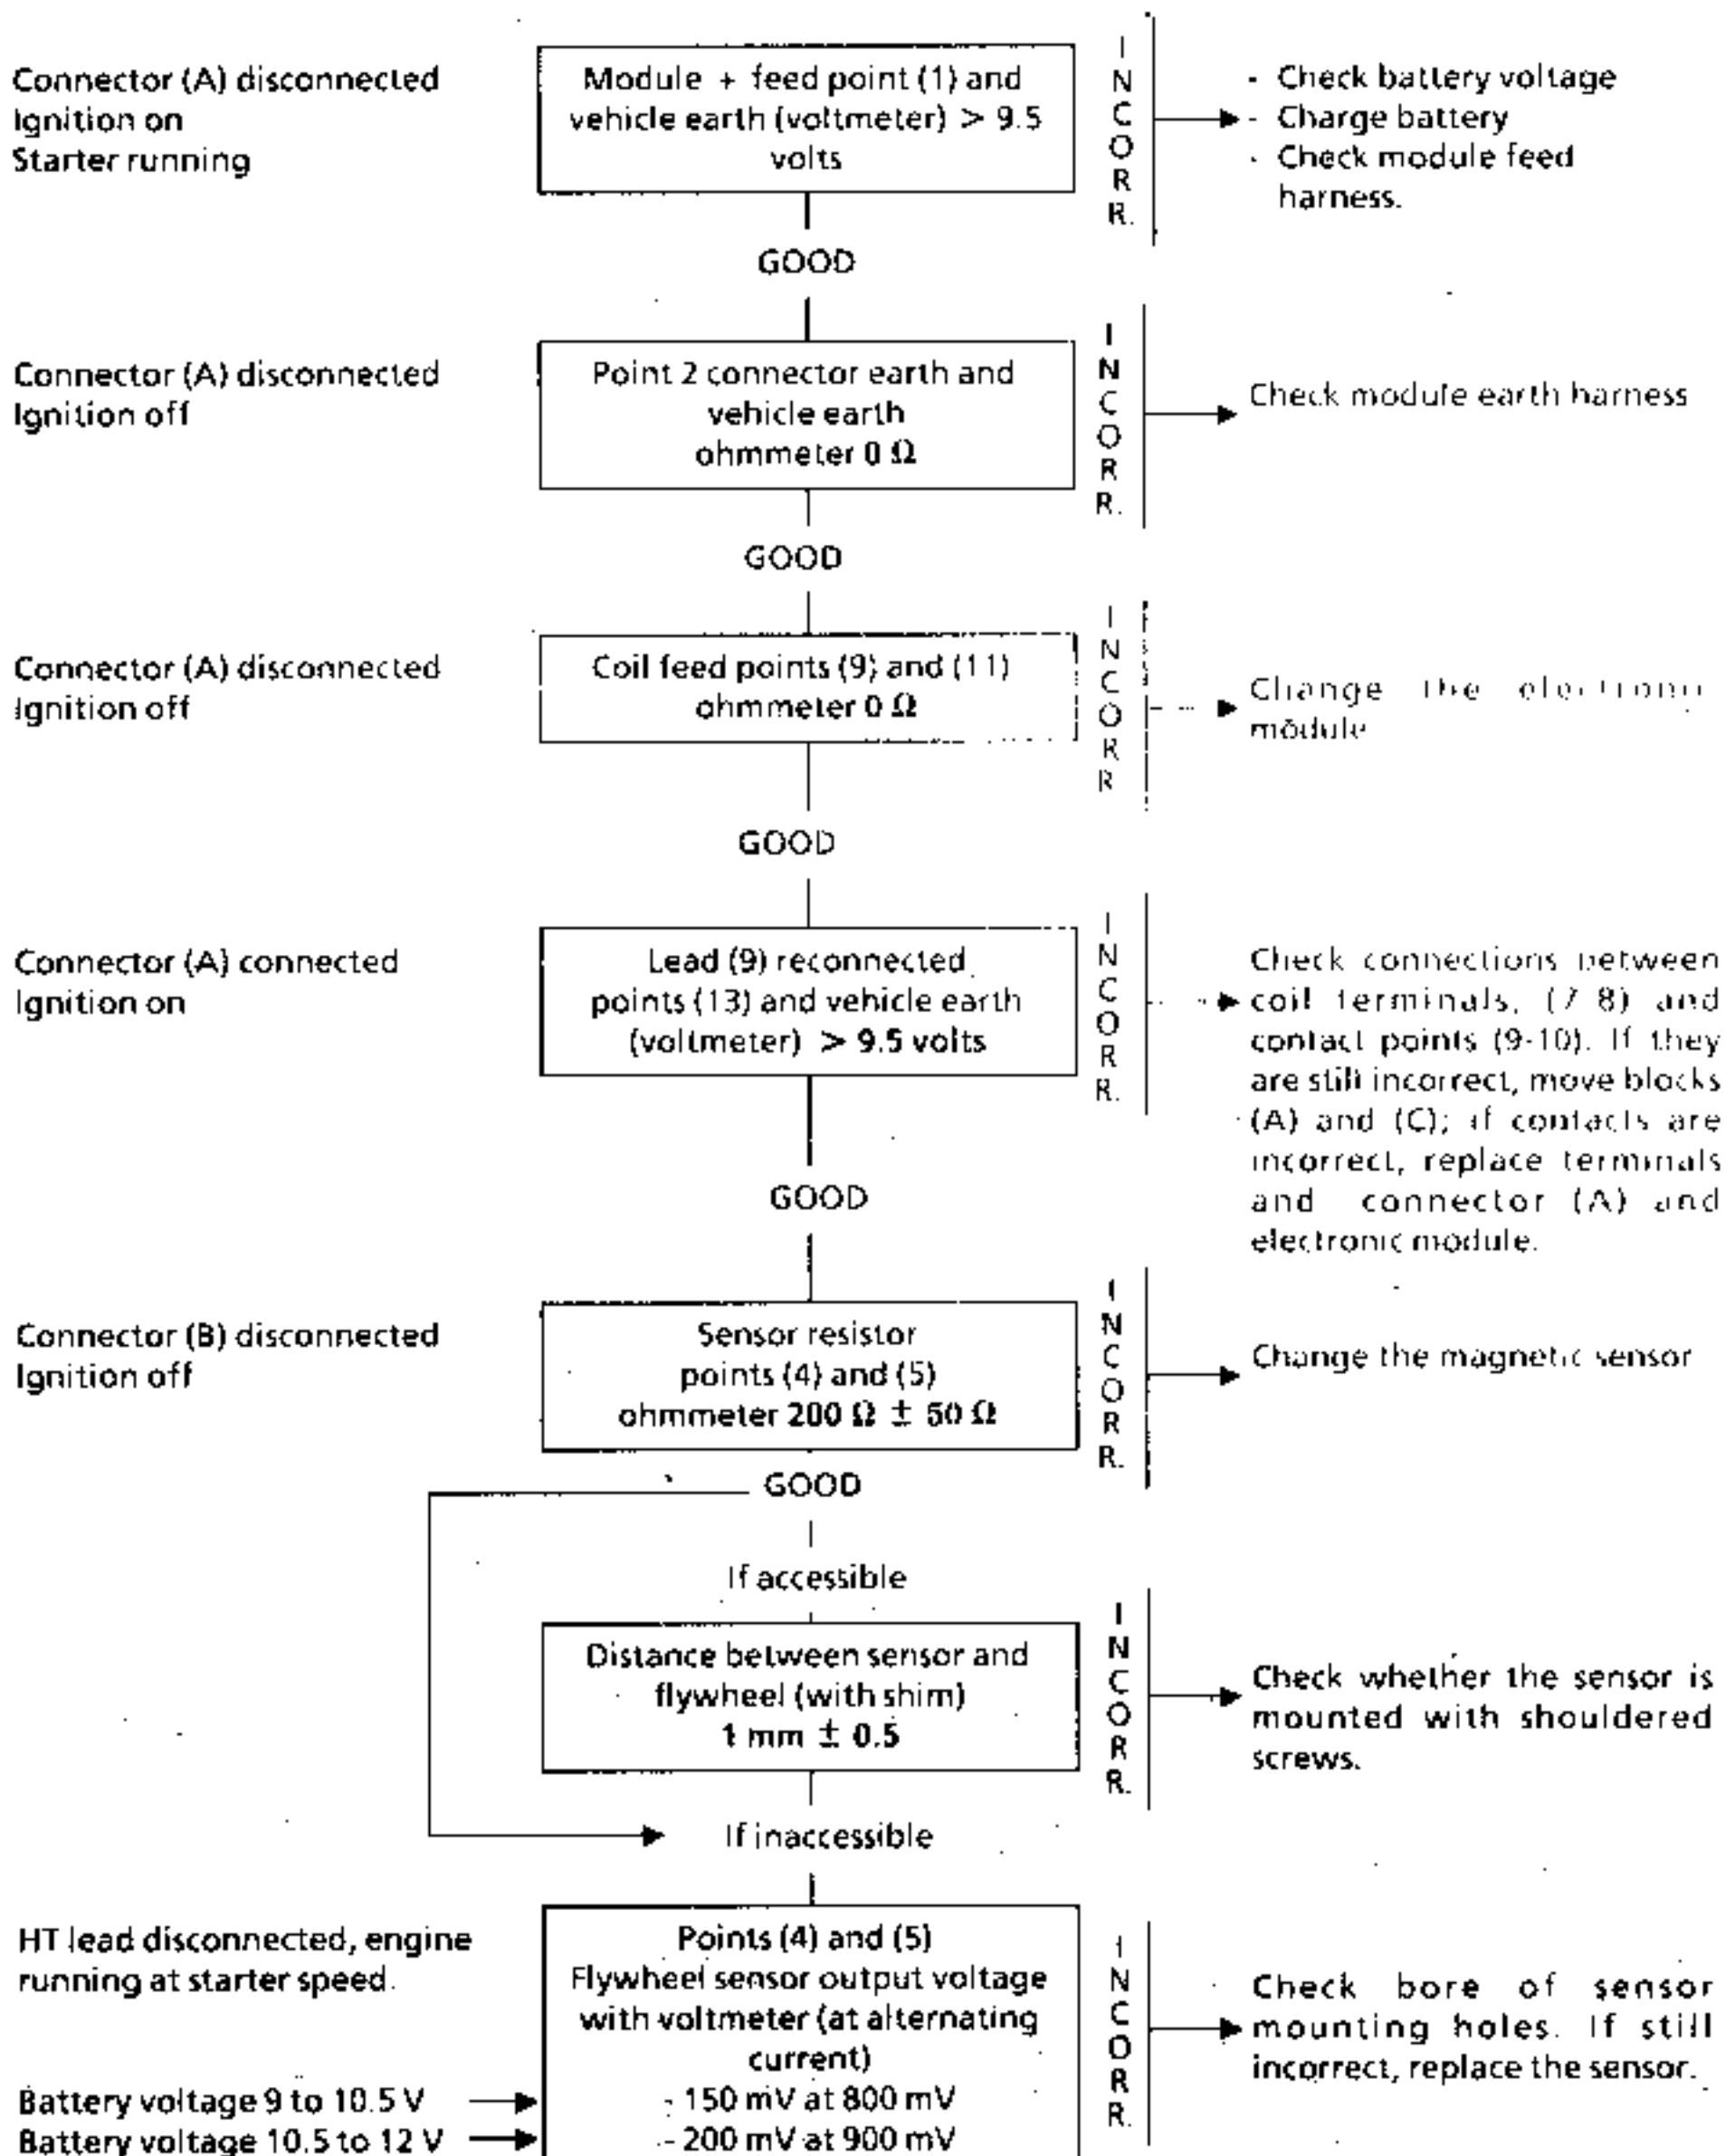 Connector (A) disconnected
Ignition on
Starter running
Module + feed point (1) and
vehicle earth (voltmeter) > 9.5
volts
INCORR.
- Check battery voltage
- Charge battery
- Check module feed
harness.
GOOD
Connector (A) disconnected
Ignition off
Point 2 connector earth and
vehicle earth
ohmmeter 0 Ω
INCORR.
Check module earth harness
GOOD
Connector (A) disconnected
Ignition off
Coil feed points (9) and (11)
ohmmeter 0 Ω
INCORR
Change the electronic
module
GOOD
Connector (A) connected
Ignition on
Lead (9) reconnected
points (13) and vehicle earth
(voltmeter) > 9.5 volts
INCORR.
Check connections between
coil terminals, (7 8) and
contact points (9-10). If they
are still incorrect, move blocks
(A) and (C); if contacts are
incorrect, replace terminals
and connector (A) and
electronic module.
GOOD
Connector (B) disconnected
Ignition off
Sensor resistor
points (4) and (5)
ohmmeter 200 Ω ± 50 Ω
INCORR.
Change the magnetic sensor
GOOD
If accessible
Distance between sensor and
flywheel (with shim)
1 mm ± 0.5
INCORR.
Check whether the sensor is
mounted with shouldered
screws.
If inaccessible
HT lead disconnected, engine
running at starter speed.
Battery voltage 9 to 10.5 V
Battery voltage 10.5 to 12 V
Points (4) and (5)
Flywheel sensor output voltage
with voltmeter (at alternating
current)
- 150 mV at 800 mV
- 200 mV at 900 mV
INCORR.
Check bore of sensor
mounting holes. If still
incorrect, replace the sensor.